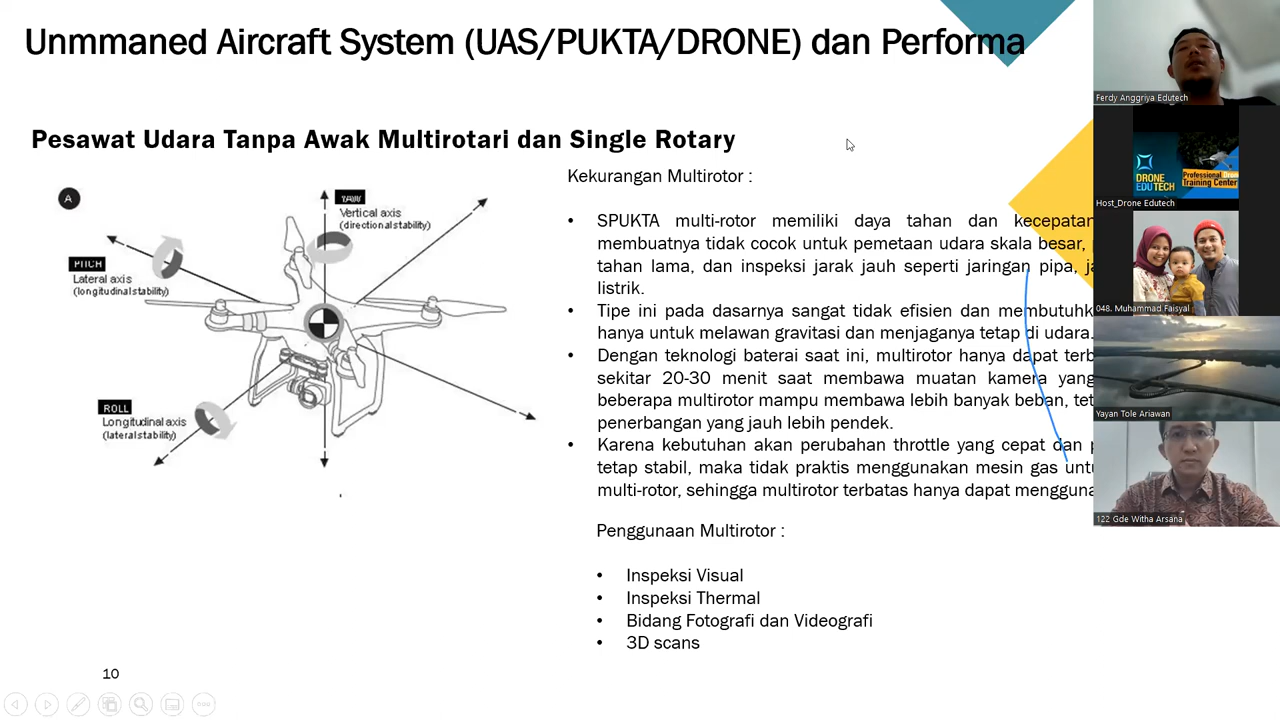 Unmmaned Aircraft System (UAS/PUKTA/DRONE) dan Performa
Pesawat Udara Tanpa Awak Multirotari dan Single Rotary
A
YAW
Vertical axis
(directional stability)
PITCH
Lateral axis
(longitudinal stability)
ROLL
Longitudinal axis
(lateral stability)
Kekurangan Multirotor :
• SPUKTA multi-rotor memiliki daya tahan dan kecepatan
membuatnya tidak cocok untuk pemetaan udara skala besar,
tahan lama, dan inspeksi jarak jauh seperti jaringan pipa,
listrik.
• Tipe ini pada dasarnya sangat tidak efisien dan
hanya untuk melawan gravitasi dan menjaganya tetap di udara.
• Dengan teknologi baterai saat ini, multirotor hanya dapat
sekitar 20-30 menit saat membawa muatan kamera yang
beberapa multirotor mampu membawa lebih banyak beban,
penerbangan yang jauh lebih pendek.
• Karena kebutuhan akan perubahan throttle yang cepat dan
tetap stabil, maka tidak praktis menggunakan mesin gas
multi-rotor, sehingga multirotor terbatas hanya dapat
Penggunaan Multirotor :
• Inspeksi Visual
• Inspeksi Thermal
• Bidang Fotografi dan Videografi
• 3D scans
10
Ferdy Anggriya Edutech
DRONE
EDUTECH
Professional Drone
Training Center
Host_Drone Edutech
048. Muhammad Faisyal
Yayan Tole Ariawan
122 Gde Witha Arsana